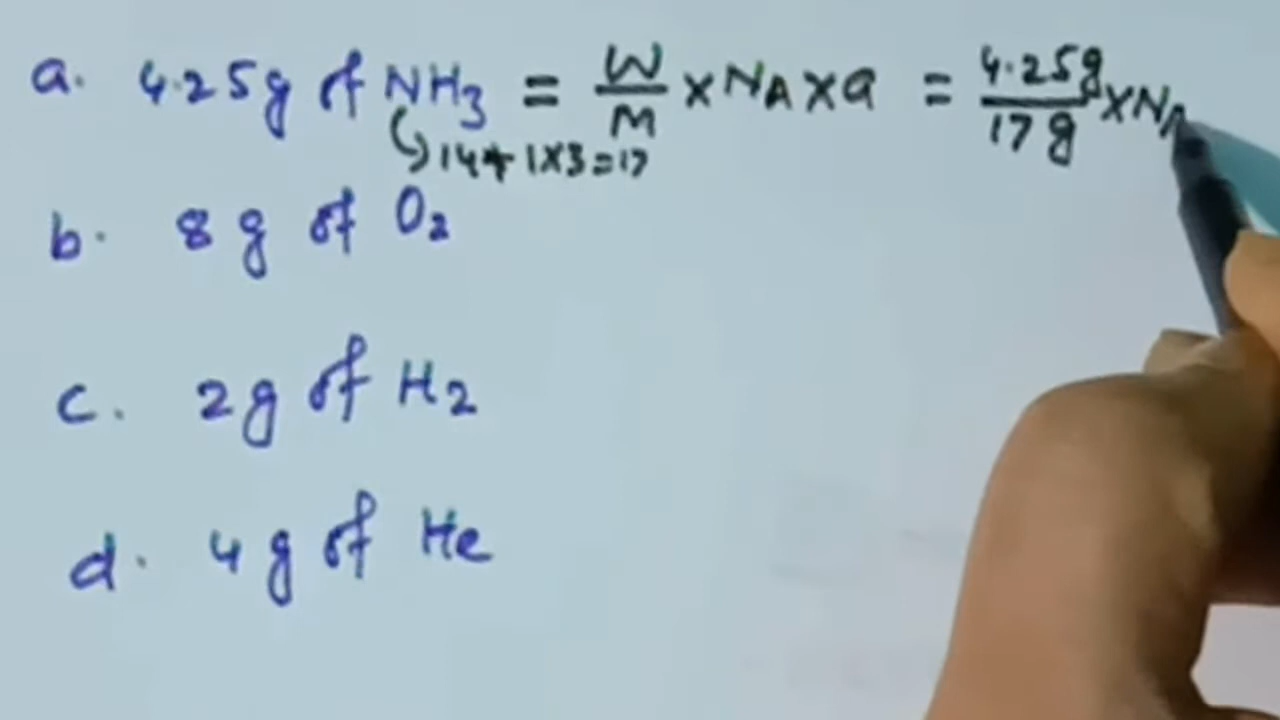 a. 4.25g of NH3 = W/M × NA × a = 4.25g/17g × NA
14 + 1×3 = 17
b. 8 g of O2
c. 2g of H2
d. 4 g of He